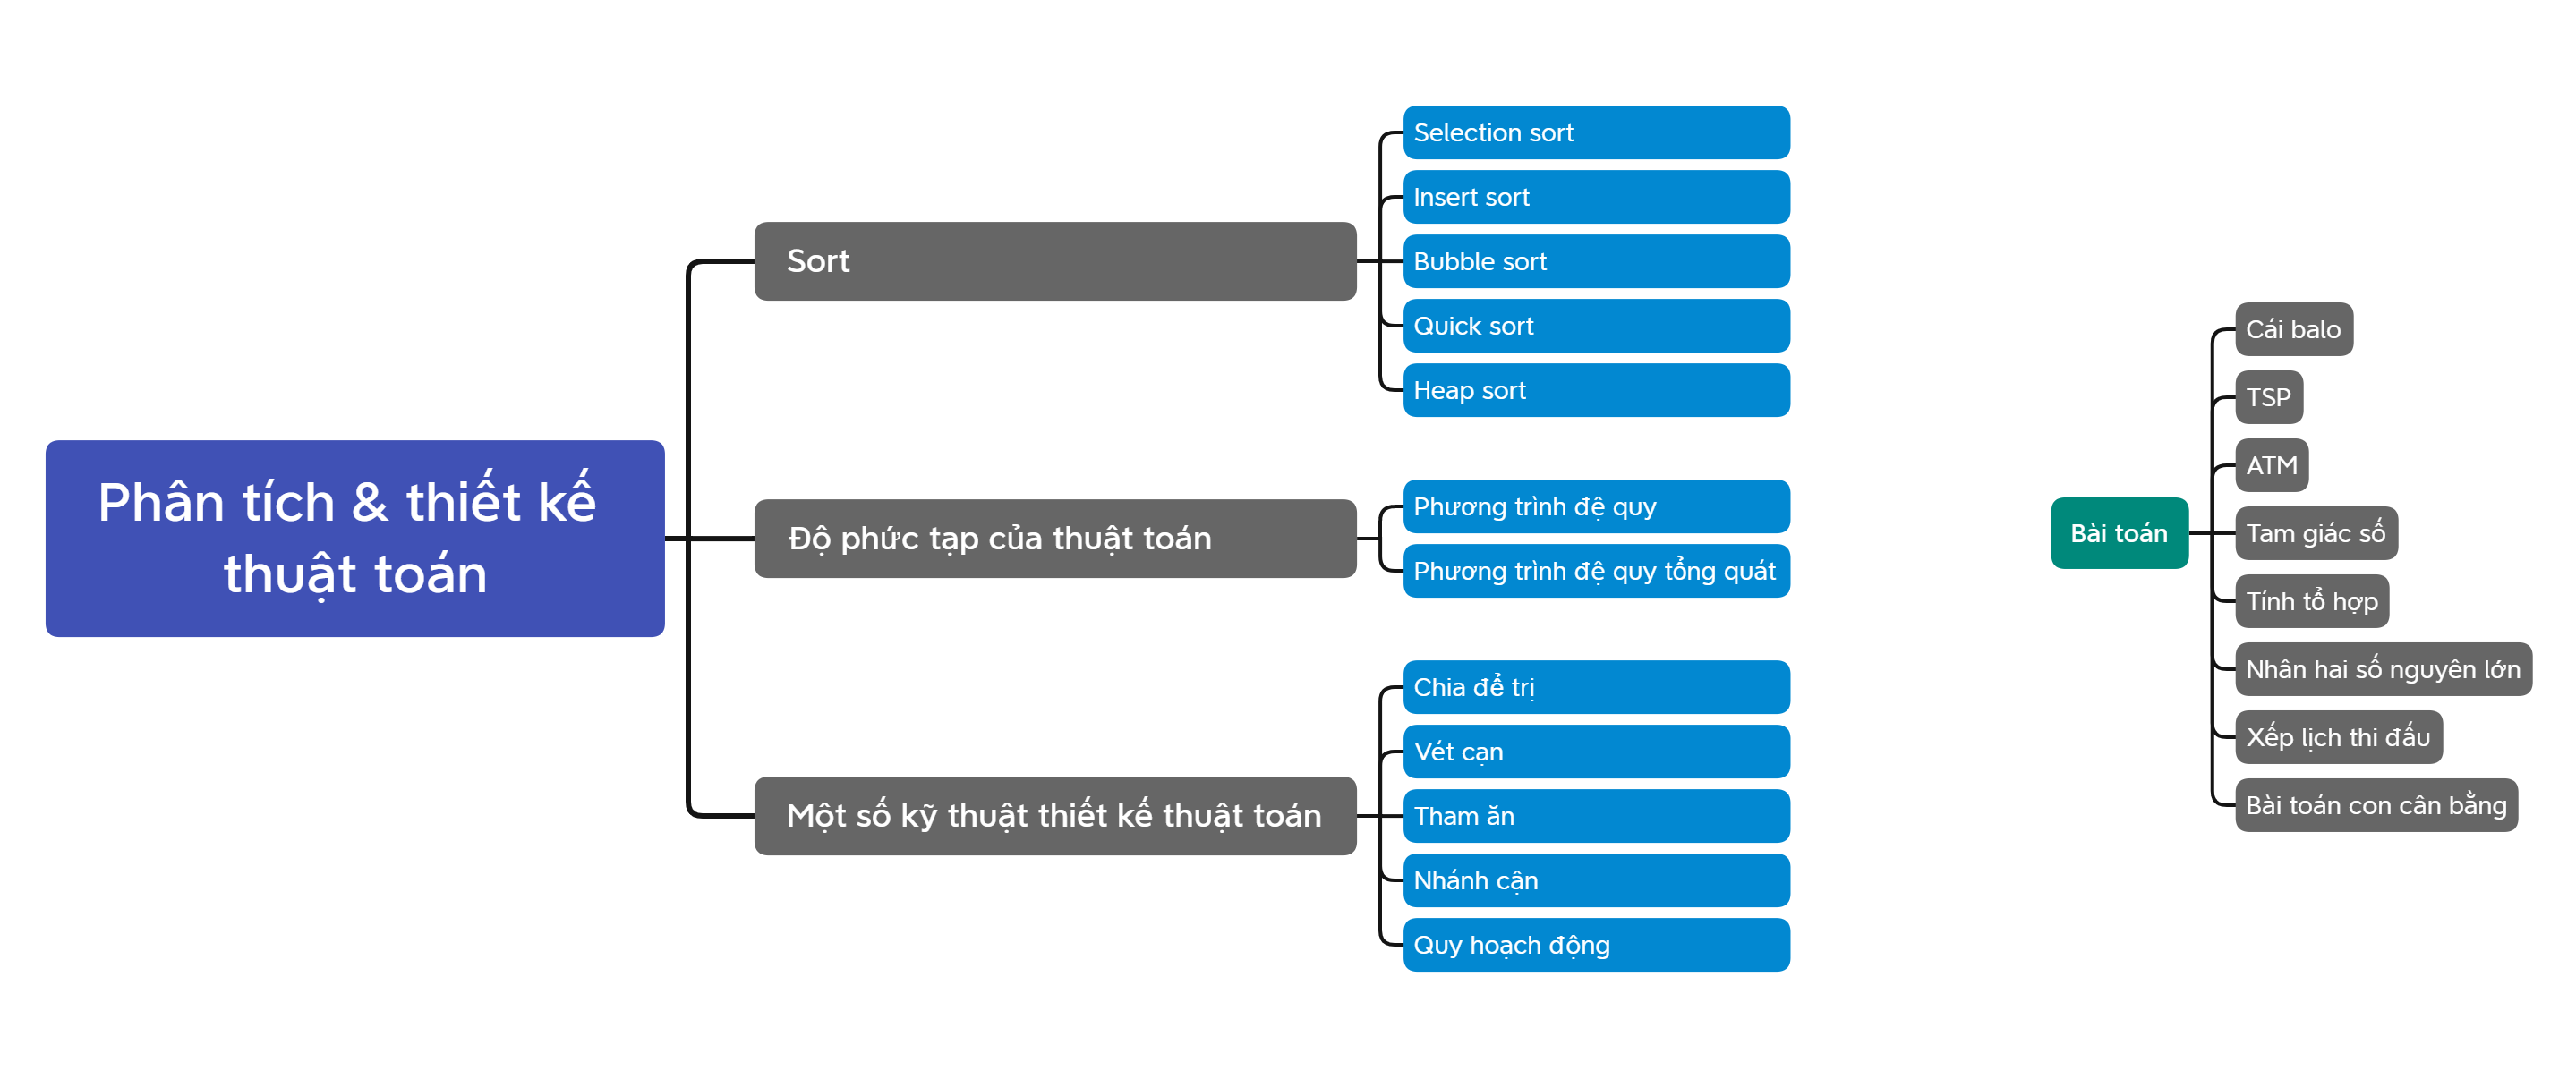 Phân tích & thiết kế
thuật toán
Sort
Selection sort
Insert sort
Bubble sort
Quick sort
Heap sort
Độ phức tạp của thuật toán
Phương trình đệ quy
Phương trình đệ quy tổng quát
Một số kỹ thuật thiết kế thuật toán
Chia để trị
Vét cạn
Tham ăn
Nhánh cận
Quy hoạch động
Bài toán
Cái balo
TSP
ATM
Tam giác số
Tính tổ hợp
Nhân hai số nguyên lớn
Xếp lịch thi đấu
Bài toán con cân bằng